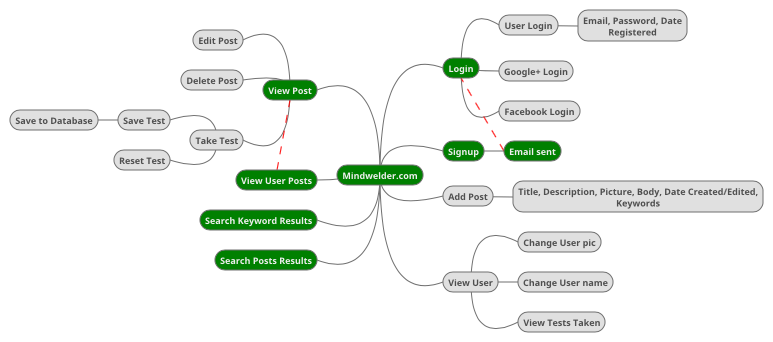 Edit Post
Delete Post
View Post
Save to Database
Save Test
Take Test
Reset Test
View User Posts
Search Keyword Results
Search Posts Results
Mindwelder.com
Login
User Login
Email, Password, Date
Registered
Google+ Login
Facebook Login
Signup
Email sent
Add Post
Title, Description, Picture, Body, Date Created/Edited,
Keywords
View User
Change User pic
Change User name
View Tests Taken